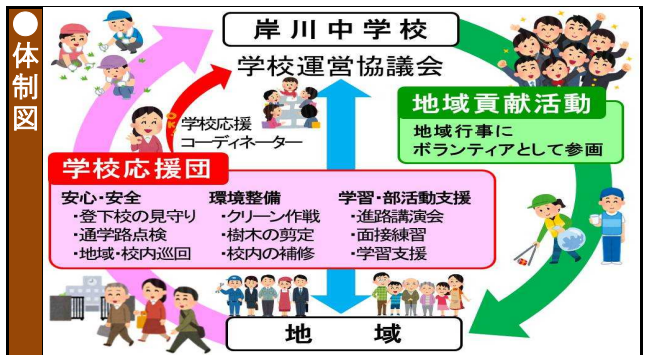 ●体制図
岸川中学校
学校運営協議会
学校応援
コーディネーター
地域貢献活動
地域行事に
ボランティアとして参画
学校応援団
安心・安全
・登下校の見守り
・通学路点検
・地域・校内巡回
環境整備
・クリーン作戦
・樹木の剪定
・校内の補修
学習・部活動支援
・進路講演会
・面接練習
・学習支援
地域